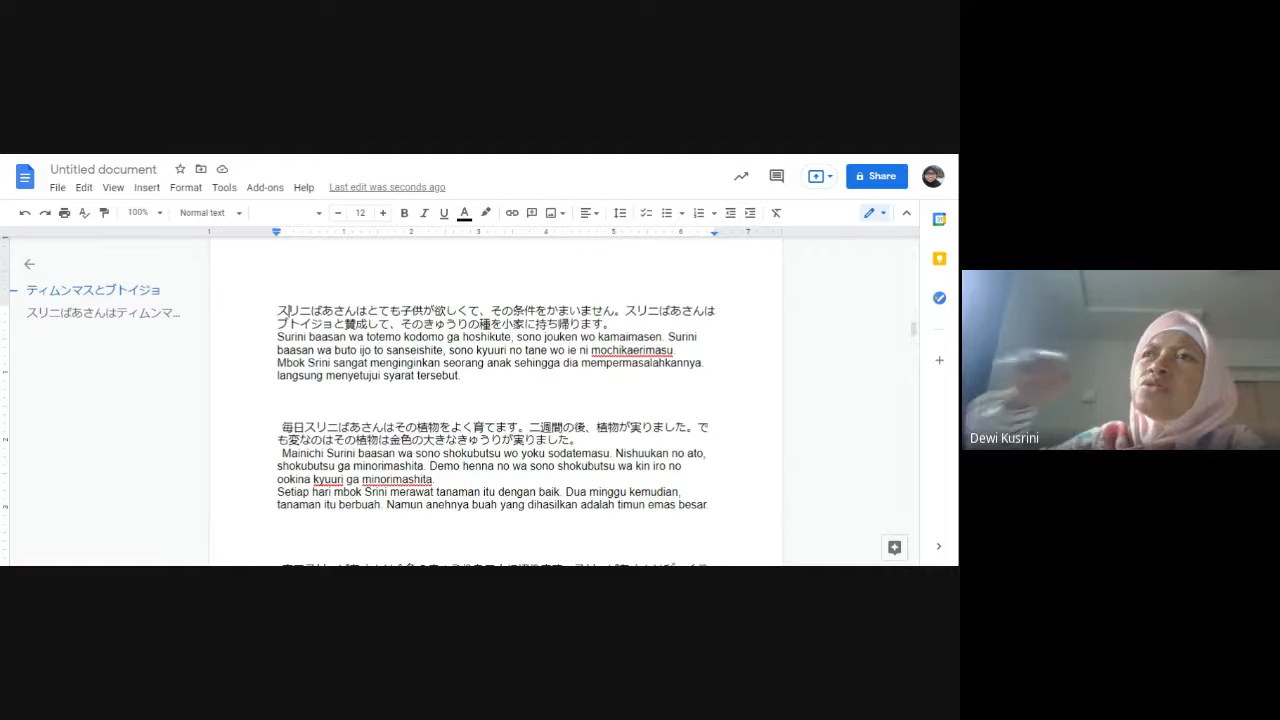 Untitled document
File Edit View Insert Format Tools Add-ons Help Last edit was seconds ago
Share
100% Normal text 12 B I U A
1 1 2 3 4 5 6 7
ティムンマスとブトイジョ
スリニばあさんはティムンマ...
スリニばあさんはとても子供が欲しくて、その条件をかまいません。スリニばあさんは
ブトイジョと賛成して、そのきゅうりの種を小家に持ち帰ります。
Surini baasan wa totemo kodomo ga hoshikute, sono jouken wo kamaimasen. Surini
baasan wa buto ijo to sanseishite, sono kyuuri no tane wo ie ni mochikaerimasu.
Mbok Srini sangat menginginkan seorang anak sehingga dia mempermasalahkannya.
langsung menyetujui syarat tersebut.
毎日スリニばあさんはその植物をよく育てます。二週間の後、植物が実りました。で
も変なのはその植物は金色の大きなきゅうりが実りました。
Mainichi Surini baasan wa sono shokubutsu wo yoku sodatemasu. Nishuukan no ato,
shokubutsu ga minorimashita. Demo henna no wa sono shokubutsu wa kin iro no
ookina kyuuri ga minorimashita.
Setiap hari mbok Srini merawat tanaman itu dengan baik. Dua minggu kemudian,
tanaman itu berbuah. Namun anehnya buah yang dihasilkan adalah timun emas besar.
Dewi Kusrini